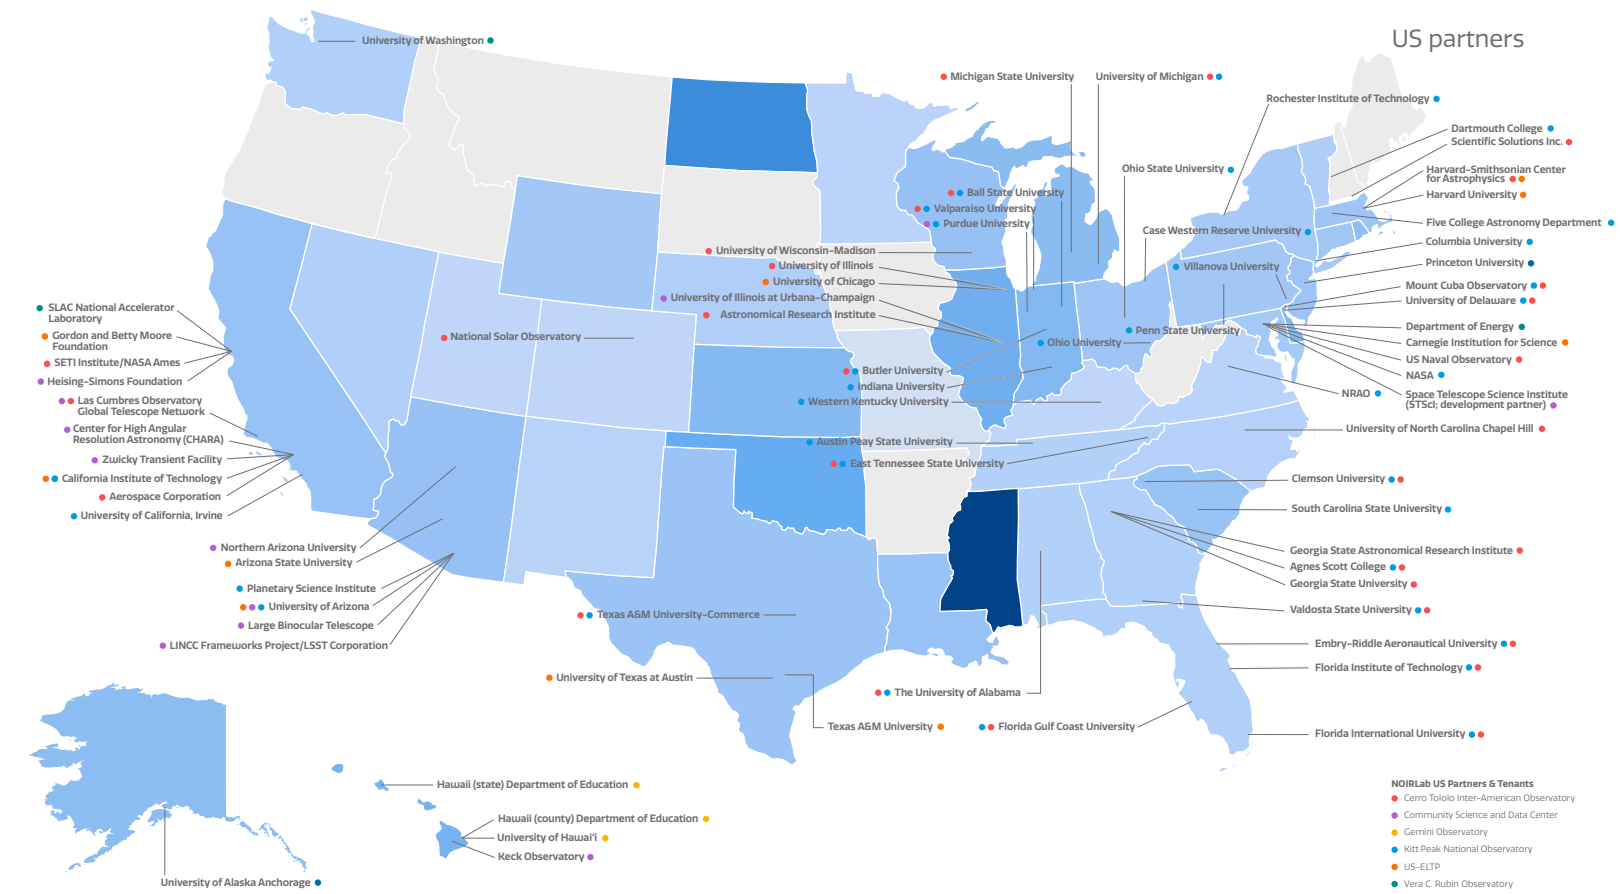 US partners
University of Washington
Michigan State University
University of Michigan
Rochester Institute of Technology
Dartmouth College
Scientific Solutions Inc.
Ohio State University
Harvard-Smithsonian Center
for Astrophysics
Harvard University
Ball State University
Valparaiso University
Purdue University
Five College Astronomy Department
Case Western Reserve University
Columbia University
University of Wisconsin-Madison
University of Illinois
Villanova University
Princeton University
University of Chicago
Mount Cuba Observatory
University of Illinois at Urbana-Champaign
University of Delaware
SLAC National Accelerator
Laboratory
Astronomical Research Institute
Department of Energy
Gordon and Betty Moore
Foundation
National Solar Observatory
Penn State University
Ohio University
Carnegie Institution for Science
SETI Institute/NASA Ames
US Naval Observatory
Butler University
NASA
Heising-Simons Foundation
Indiana University
NRAO
Space Telescope Science Institute
(STScI; development partner)
Las Cumbres Observatory
Global Telescope Network
Western Kentucky University
Center for High Angular
Resolution Astronomy (CHARA)
University of North Carolina Chapel Hill
Austin Peay State University
Zwicky Transient Facility
East Tennessee State University
California Institute of Technology
Clemson University
Aerospace Corporation
South Carolina State University
University of California, Irvine
Northern Arizona University
Georgia State Astronomical Research Institute
Arizona State University
Agnes Scott College
Georgia State University
Planetary Science Institute
University of Arizona
Valdosta State University
Texas A&M University-Commerce
Large Binocular Telescope
LINCC Frameworks Project/LSST Corporation
Embry-Riddle Aeronautical University
Florida Institute of Technology
University of Texas at Austin
The University of Alabama
Texas A&M University
Florida Gulf Coast University
Florida International University
Hawaii (state) Department of Education
Hawaii (county) Department of Education
University of Hawai'i
Keck Observatory
University of Alaska Anchorage
NOIRLab US Partners & Tenants
Cerro Tololo Inter-American Observatory
Community Science and Data Center
Gemini Observatory
Kitt Peak National Observatory
US-ELTP
Vera C. Rubin Observatory